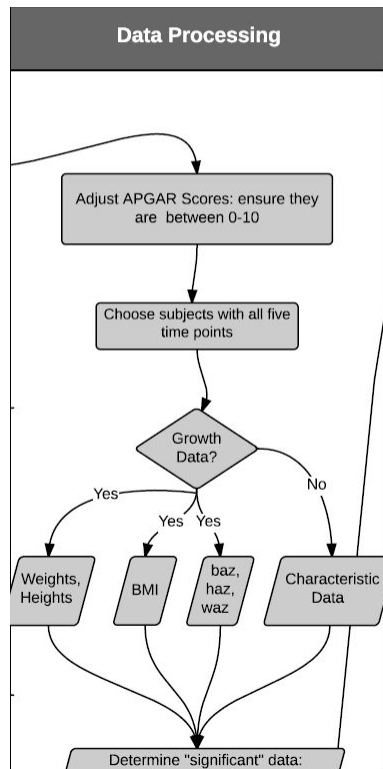 Data Processing
Adjust APGAR Scores: ensure they
are between 0-10
Choose subjects with all five
time points
Growth
Data?
Yes
No
Yes
Yes
Weights,
Heights
BMI
baz,
haz,
waz
Characteristic
Data
Determine "significant" data: